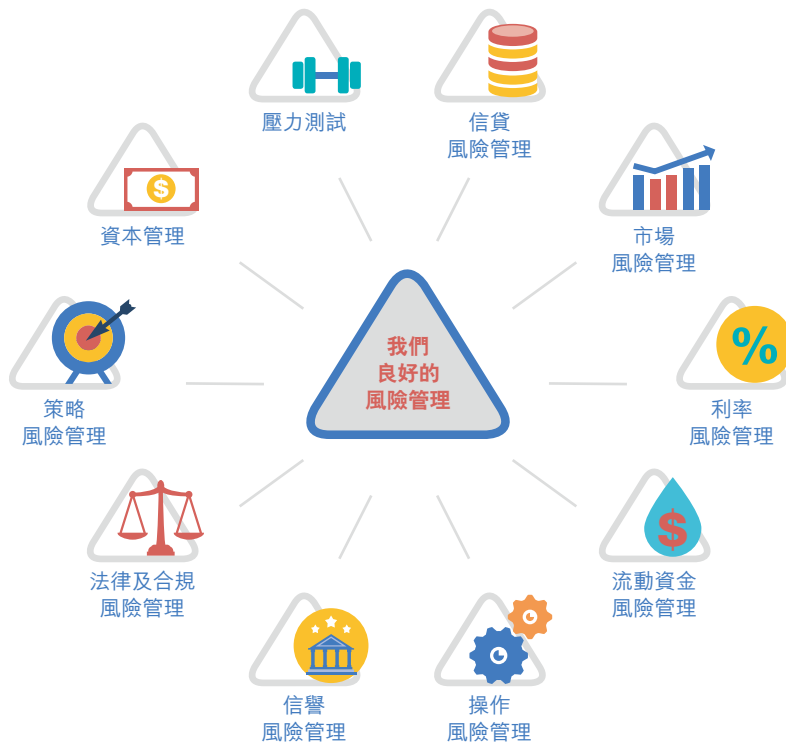 壓力測試
信貸
風險管理
資本管理
$
市場
風險管理
我們
良好的
風險管理
%
策略
風險管理
利率
風險管理
法律及合規
風險管理
$
流動資金
風險管理
信譽
風險管理
操作
風險管理